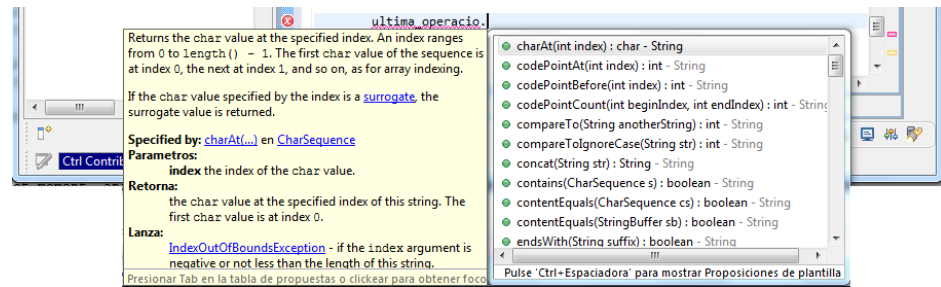 ultima_operacio.
Returns the char value at the specified index. An index ranges
from 0 to length() - 1. The first char value of the sequence is
at index 0, the next at index 1, and so on, as for array indexing.
If the char value specified by the index is a surrogate, the
surrogate value is returned.
Specified by: charAt(...) en CharSequence
Parametros:
index the index of the char value.
Retorna:
the char value at the specified index of this string. The
first char value is at index 0.
Lanza:
IndexOutOfBoundsException - if the index argument is
negative or not less than the length of this string.
Presionar Tab en la tabla de propuestas o clickear para obtener foco
charAt(int index) : char - String
codePointAt(int index) : int - String
codePointBefore(int index) : int - String
codePointCount(int beginIndex, int endIndex) : int - String
compareTo(String anotherString) : int - String
compareToIgnoreCase(String str) : int - String
concat(String str) : String - String
contains(CharSequence s) : boolean - String
contentEquals(CharSequence cs) : boolean - String
contentEquals(StringBuffer sb) : boolean - String
endsWith(String suffix) : boolean - String
Pulse 'Ctrl+Espaciadora' para mostrar Proposiciones de plantilla
Ctrl Contrib